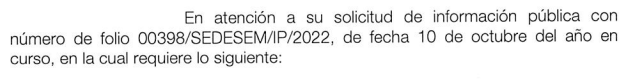 En atención a su solicitud de información pública con
número de folio 00398/SEDESEM/IP/2022, de fecha 10 de octubre del año en
curso, en la cual requiere lo siguiente: